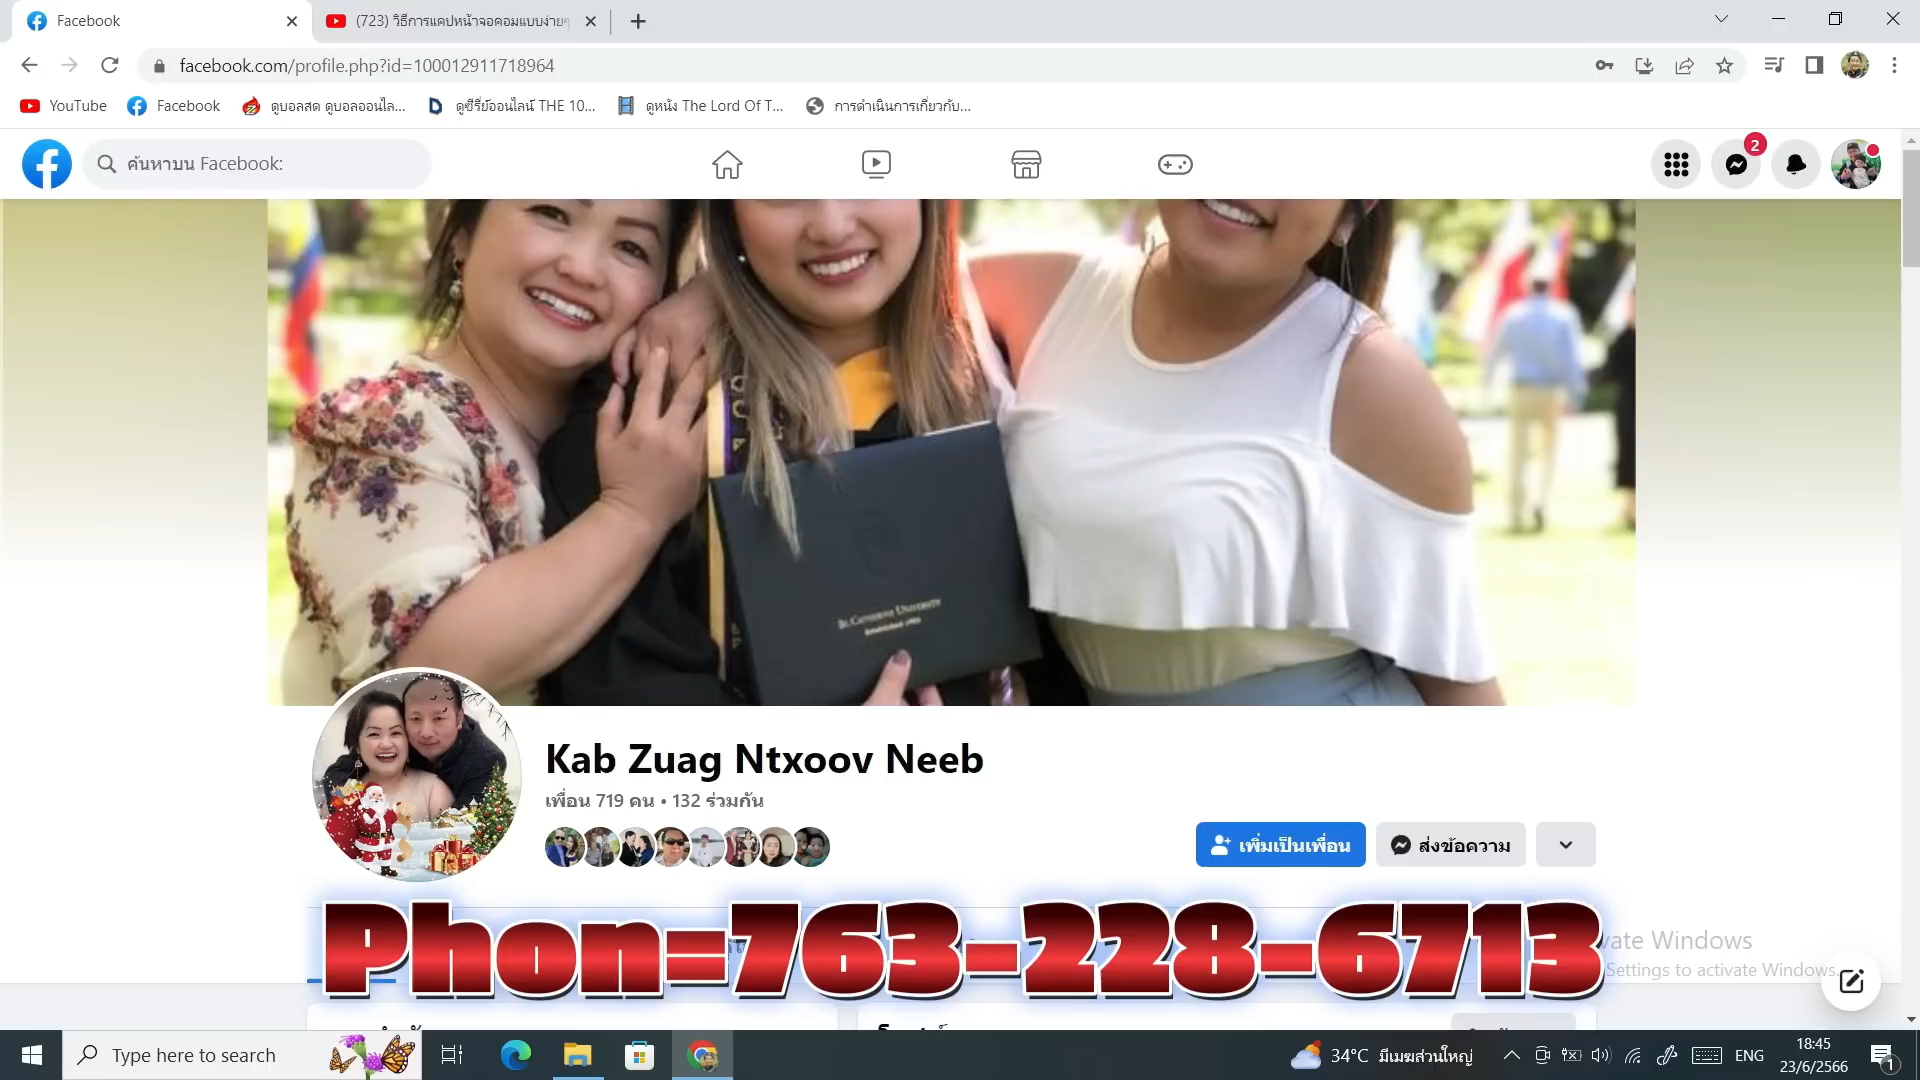 Facebook
(723) วิธีการแคปหน้าจอคอมแบบง่ายๆ
facebook.com/profile.php?id=100012911718964
YouTube
Facebook
ดูบอลสด ดูบอลออนไล...
ดูซีรี่ย์ออนไลน์ THE 10...
ดูหนัง The Lord Of T...
การดำเนินการเกี่ยวกับ...
ค้นหาบน Facebook:
2
St. Catherine University
Kab Zuag Ntxoov Neeb
เพื่อน 719 คน • 132 ร่วมกัน
เพิ่มเป็นเพื่อน
ส่งข้อความ
Phon=763-228-6713
vate Windows
Settings to activate Windows.
Type here to search
34°C มีเมฆส่วนใหญ่
ENG
18:45
23/6/2566
1